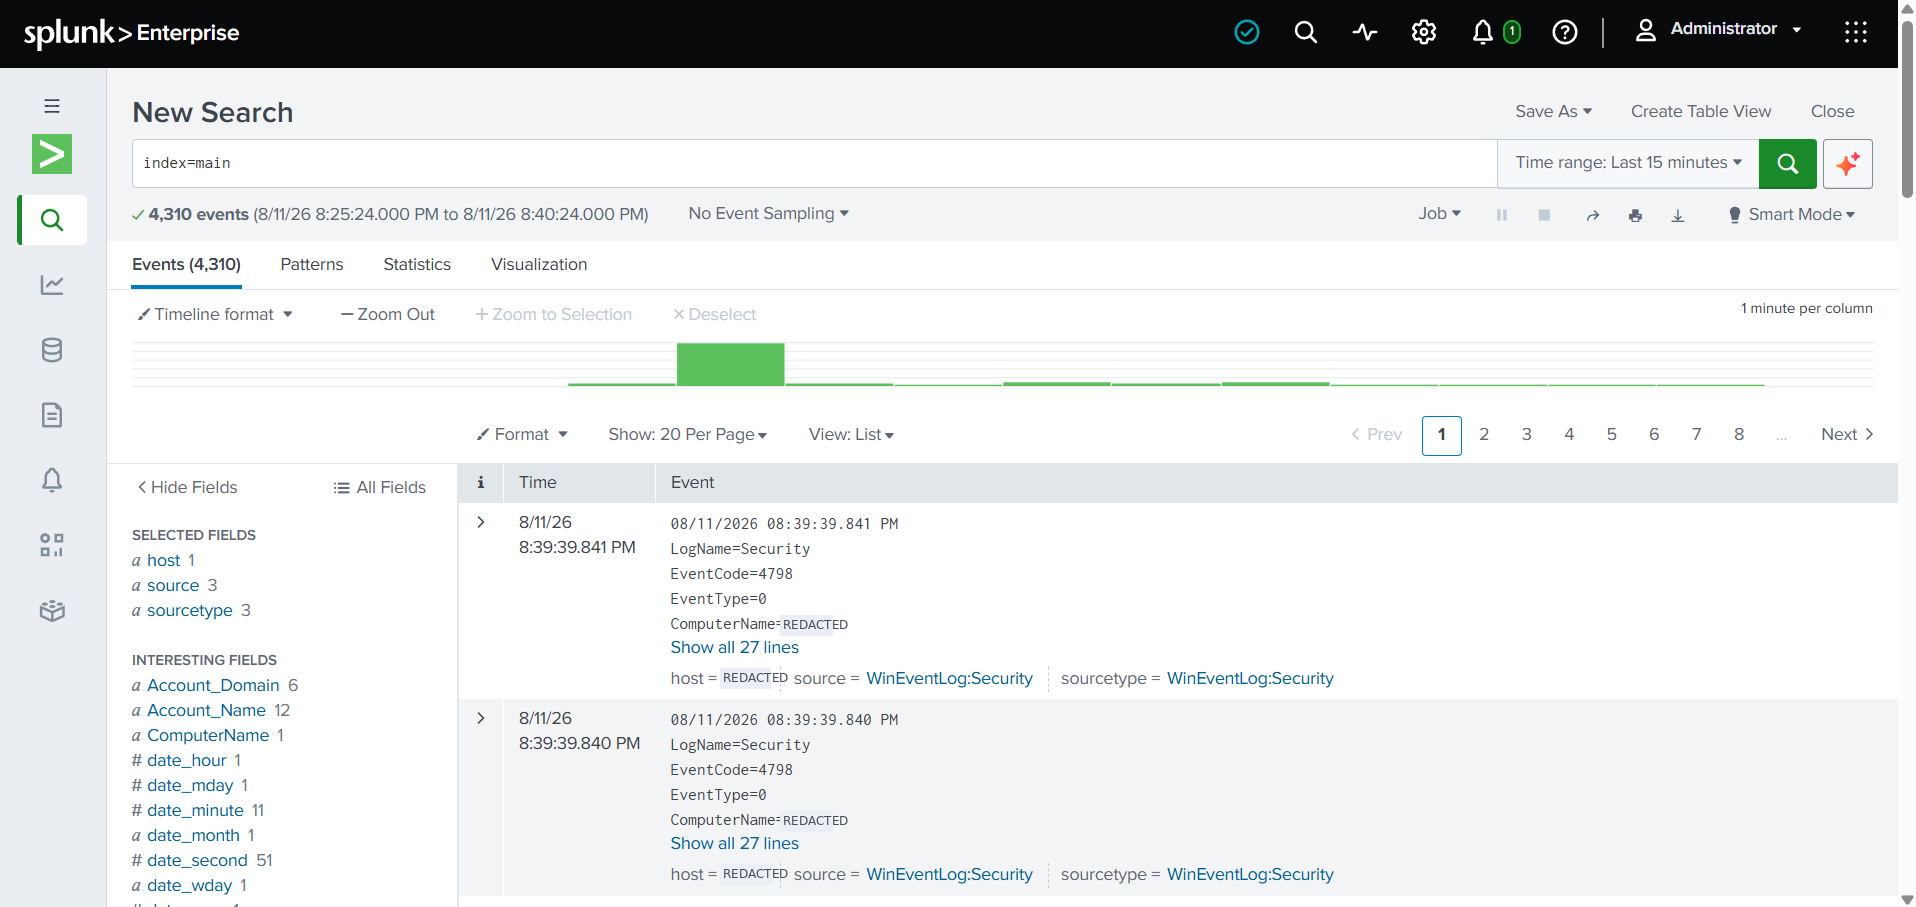 splunk> Enterprise
1
Administrator
New Search
Save As
Create Table View
Close
index=main
Time range: Last 15 minutes
4,310 events (8/11/26 8:25:24.000 PM to 8/11/26 8:40:24.000 PM)
No Event Sampling
Job
Smart Mode
Events (4,310)
Patterns
Statistics
Visualization
Timeline format
Zoom Out
Zoom to Selection
Deselect
1 minute per column
Format
Show: 20 Per Page
View: List
Prev
1
2
3
4
5
6
7
8
...
Next
Hide Fields
All Fields
SELECTED FIELDS
a host 1
a source 3
a sourcetype 3
INTERESTING FIELDS
a Account_Domain 6
a Account_Name 12
a ComputerName 1
# date_hour 1
# date_mday 1
# date_minute 11
a date_month 1
# date_second 51
a date_wday 1
i
Time
Event
8/11/26
8:39:39.841 PM
08/11/2026 08:39:39.841 PM
LogName=Security
EventCode=4798
EventType=0
ComputerName=REDACTED
Show all 27 lines
host = REDACTED source = WinEventLog:Security sourcetype = WinEventLog:Security
8/11/26
8:39:39.840 PM
08/11/2026 08:39:39.840 PM
LogName=Security
EventCode=4798
EventType=0
ComputerName=REDACTED
Show all 27 lines
host = REDACTED source = WinEventLog:Security sourcetype = WinEventLog:Security